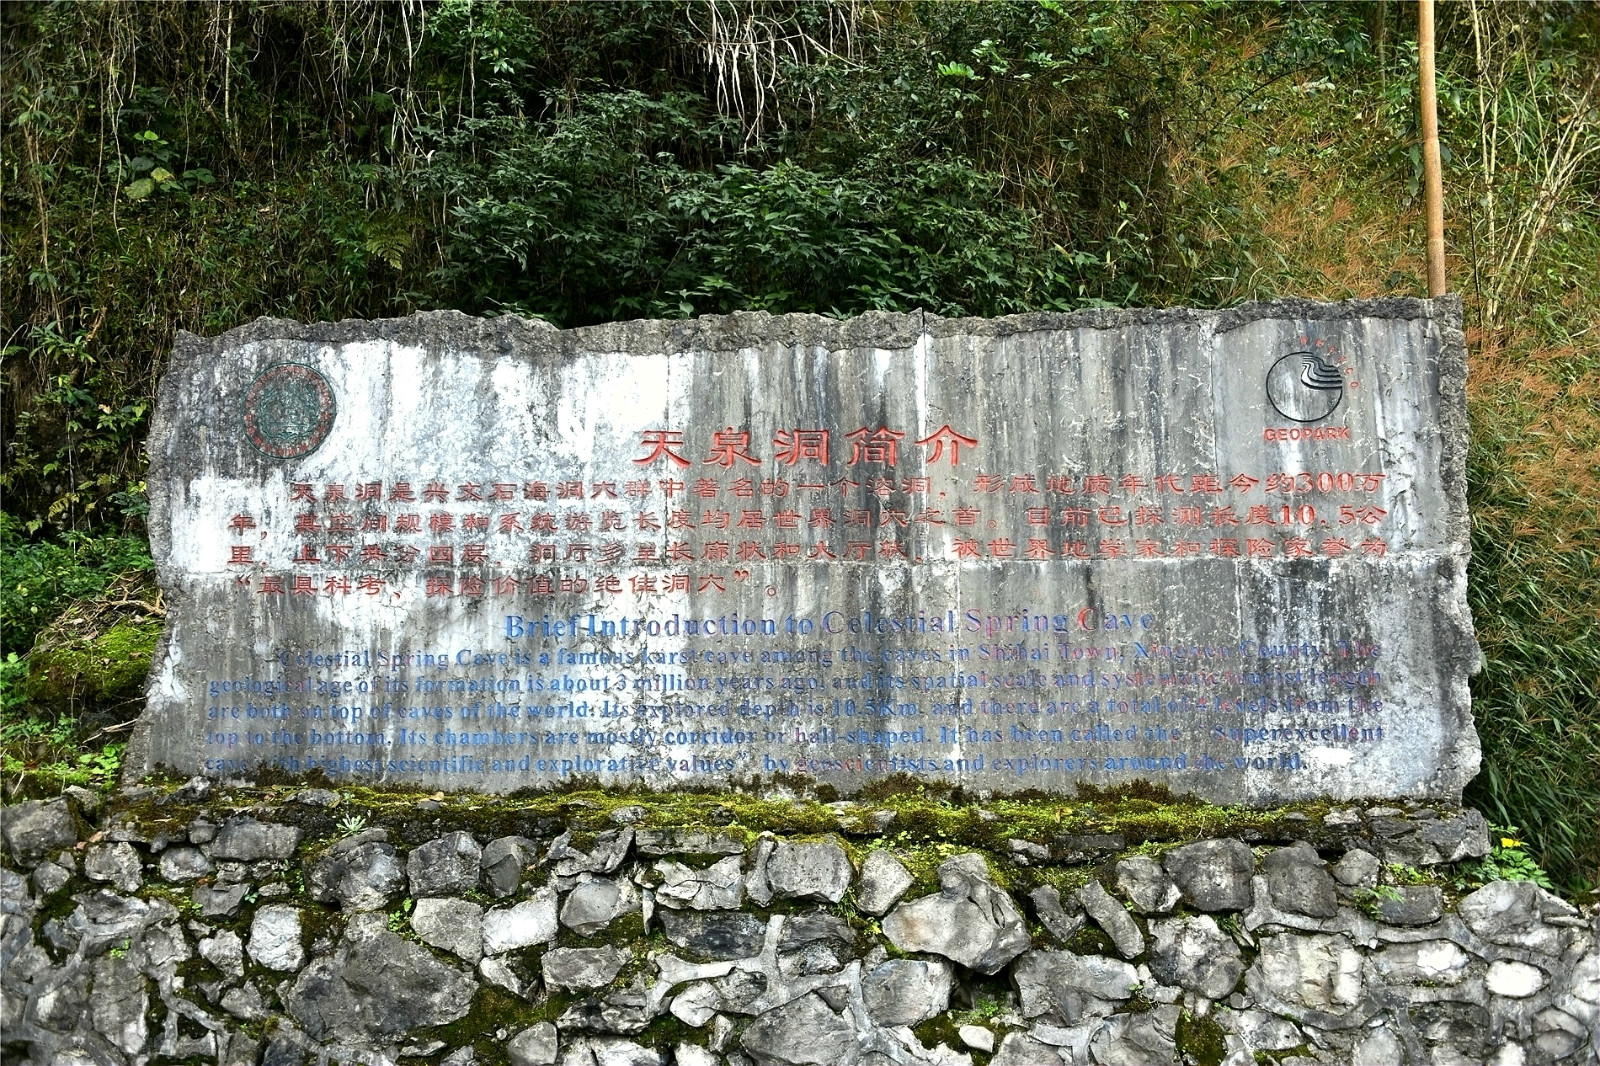 GEOPARK
天泉洞简介
天泉洞是兴文石海洞穴群中著名的一个溶洞，形成地质年代距今约300万
年，其空间规模和系统游览长度均居世界洞穴之首。目前已探测长度10.5公
里，上下共分四层，洞厅多呈长廊状和大厅状，被世界地学家和探险家誉为
“最具科考、探险价值的绝佳洞穴”。
Brief Introduction to Celestial Spring Cave
Celestial Spring Cave is a famous karst cave among the caves in Shihai Town, Xingwen County. The
geological age of its formation is about 3 million years ago, and its spatial scale and systematic tourist length
are both on top of caves of the world. Its explored depth is 10.5Km, and there are a total of 4 levels from the
top to the bottom. Its chambers are mostly corridor or hall-shaped. It has been called the “Superexcellent
cave with highest scientific and explorative values” by geoscientists and explorers around the world.